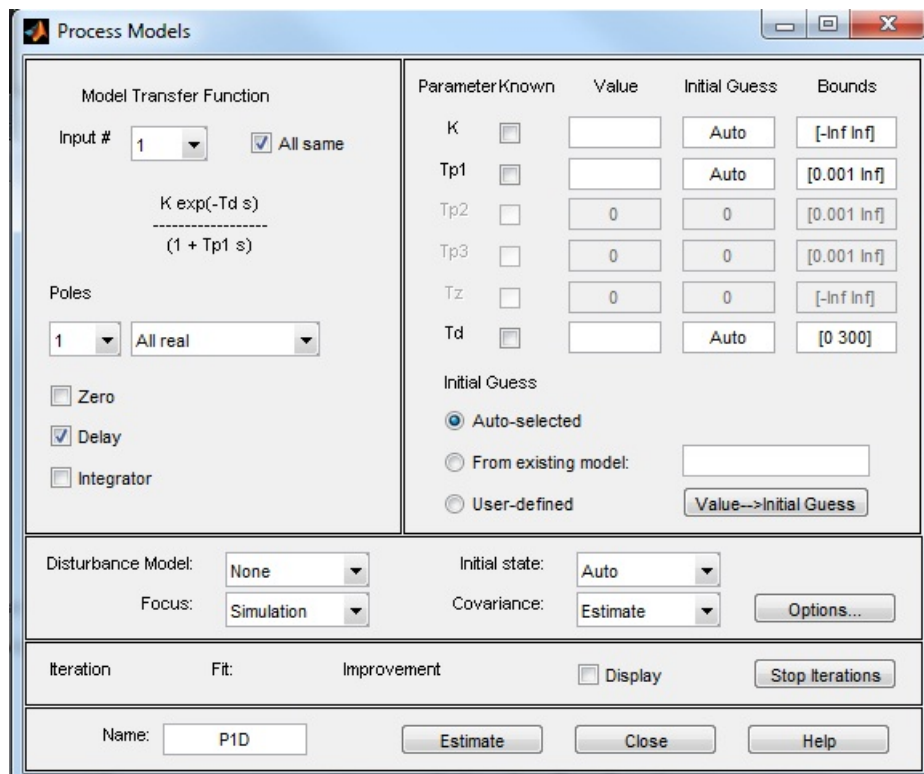 Process Models
Model Transfer Function
Input # 1 All same
K exp(-Td s)
------------------
(1 + Tp1 s)
Poles
1 All real
Zero
Delay
Integrator
Parameter Known Value Initial Guess Bounds
K Auto [-Inf Inf]
Tp1 Auto [0.001 Inf]
Tp2 0 0 [0.001 Inf]
Tp3 0 0 [0.001 Inf]
Tz 0 0 [-Inf Inf]
Td Auto [0 300]
Initial Guess
Auto-selected
From existing model:
User-defined Value-->Initial Guess
Disturbance Model: None Initial state: Auto
Focus: Simulation Covariance: Estimate Options...
Iteration Fit: Improvement Display Stop Iterations
Name: P1D Estimate Close Help